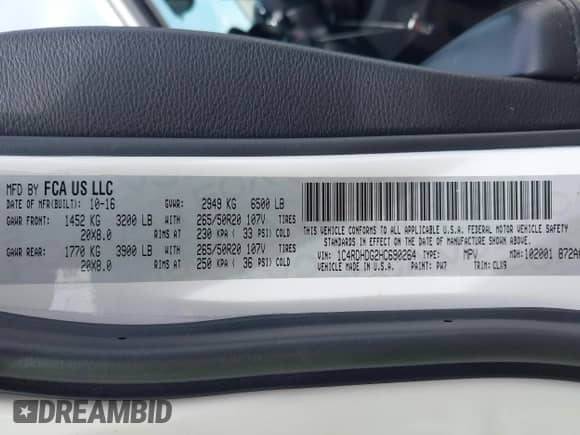 MFD BY FCA US LLC
DATE OF MFR(BUILT): 10-16 GVWR: 2949 KG 6500 LB
GAWR FRONT: 1452 KG 3200 LB WITH 265/50R20 107V TIRES
20X8.0 RIMS AT 230 KPA ( 33 PSI) COLD
GAWR REAR: 1770 KG 3900 LB WITH 265/50R20 107V TIRES
20X8.0 RIMS AT 250 KPA ( 36 PSI) COLD
THIS VEHICLE CONFORMS TO ALL APPLICABLE U.S.A. FEDERAL MOTOR VEHICLE SAFETY
STANDARDS IN EFFECT ON THE DATE OF MANUFACTURE SHOWN ABOVE.
VIN: 1C4RDHDG2HC690264 TYPE: MPV MDH: 102001 B72A
VEHICLE MADE IN U.S.A. PAINT: PW7 TRIM: CLX9
DREAMBID